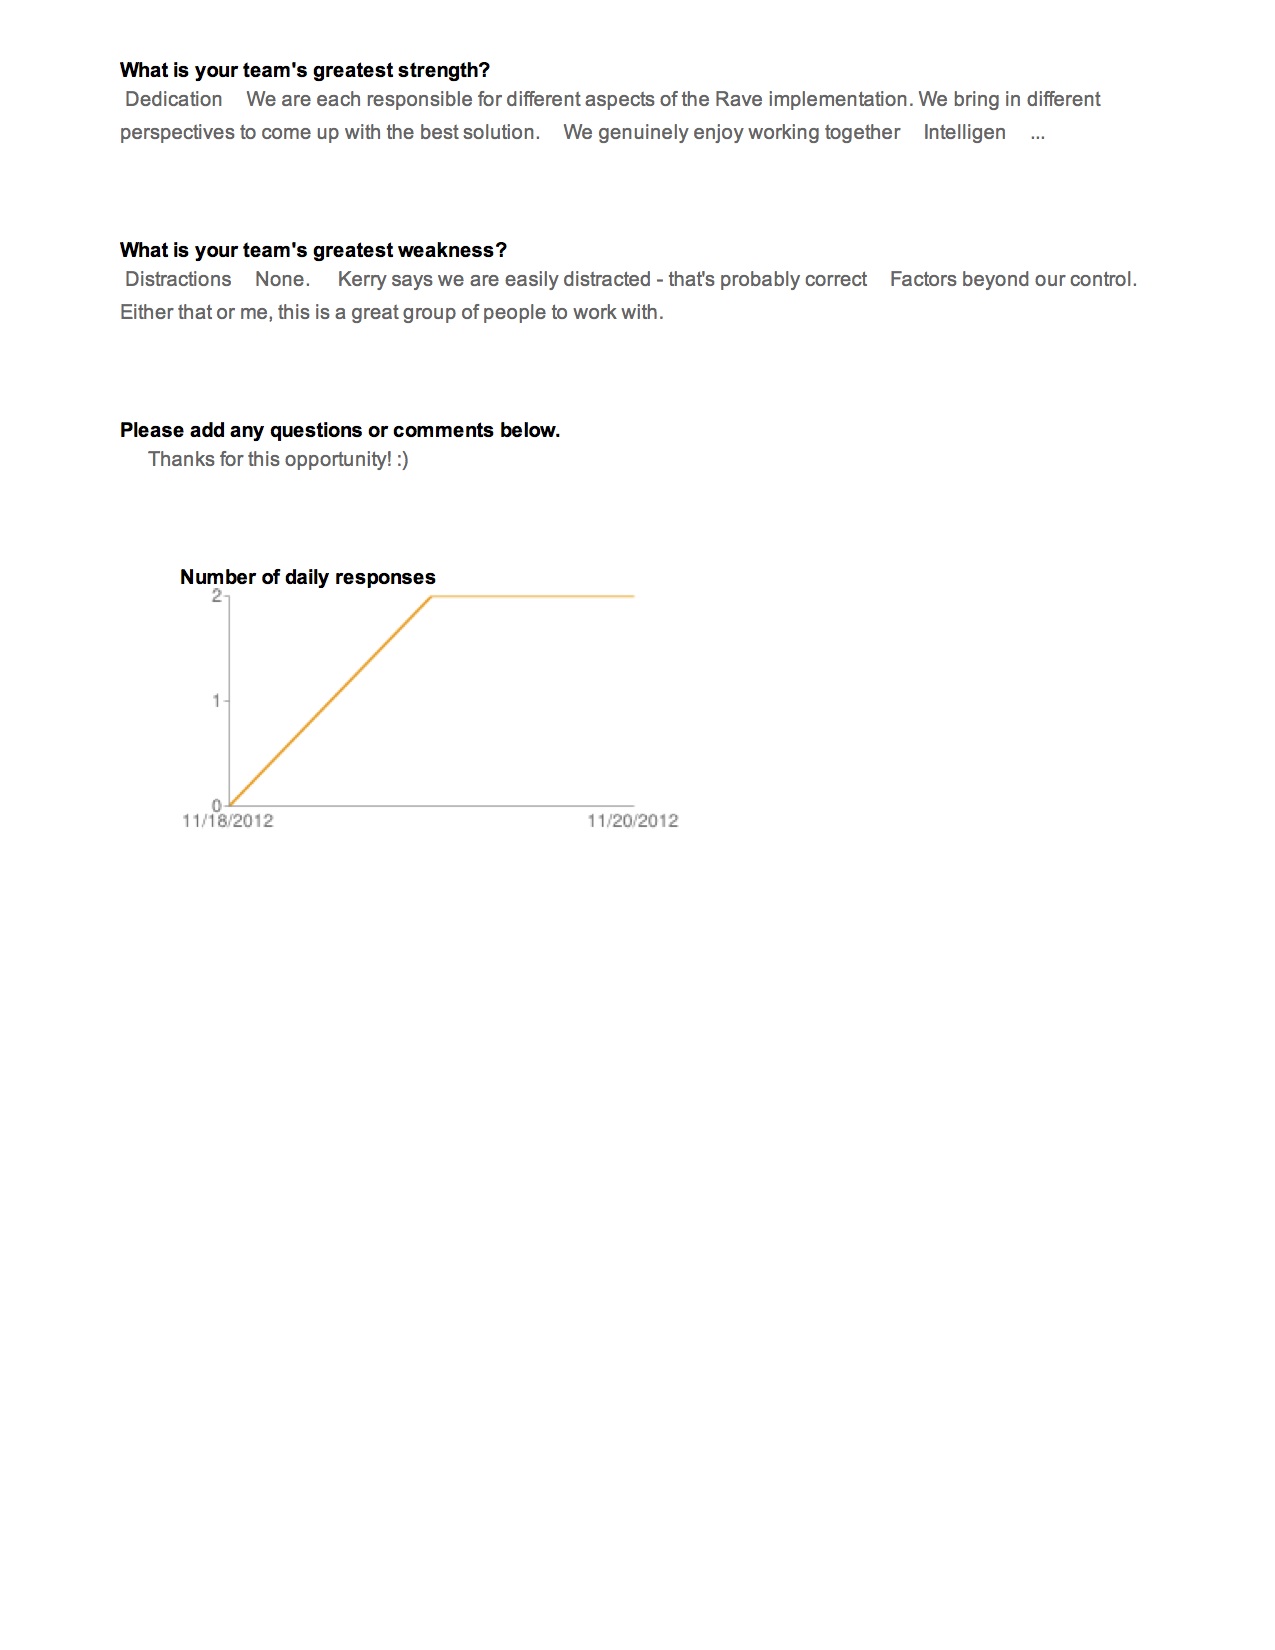 What is your team's greatest strength?
Dedication We are each responsible for different aspects of the Rave implementation. We bring in different
perspectives to come up with the best solution. We genuinely enjoy working together Intelligen ...
What is your team's greatest weakness?
Distractions None. Kerry says we are easily distracted - that's probably correct Factors beyond our control.
Either that or me, this is a great group of people to work with.
Please add any questions or comments below.
Thanks for this opportunity! :)
Number of daily responses
2
1
0
11/18/2012 11/20/2012